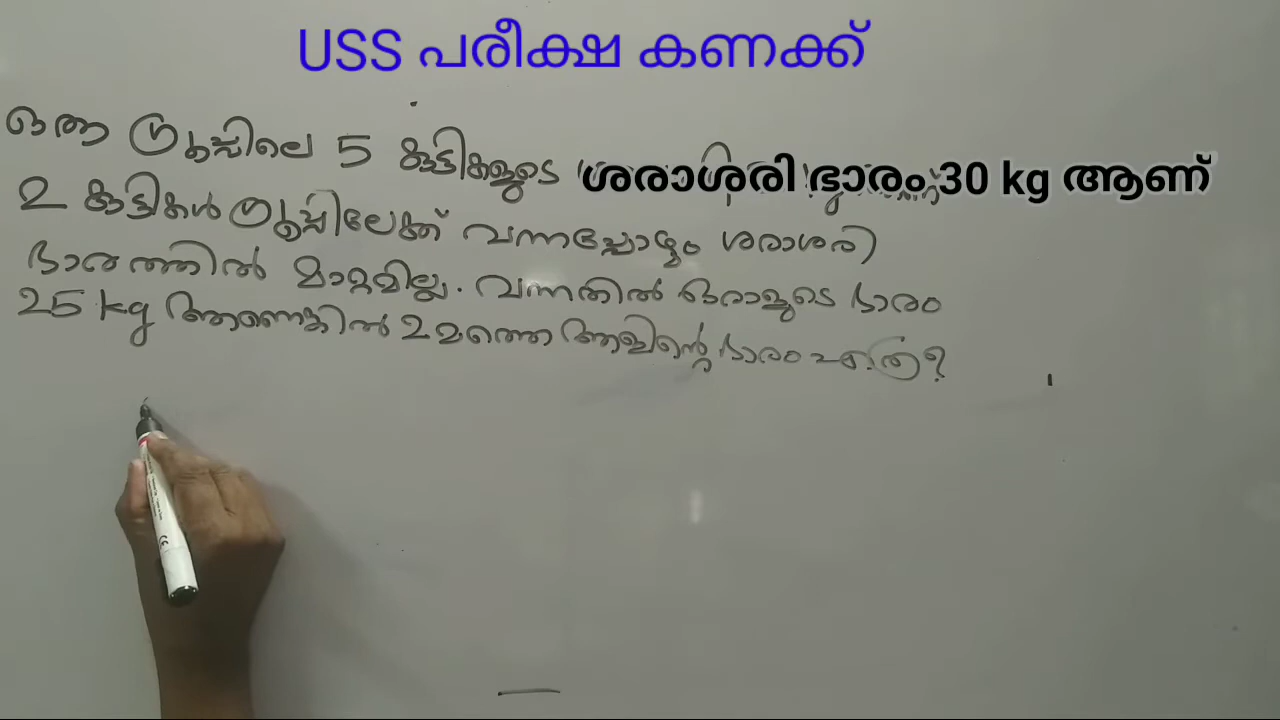 USS പരീക്ഷ കണക്ക്
ഒരു ഗ്രൂപ്പിലെ 5 കുട്ടികളുടെ ശരാശരി ഭാരം 30 kg ആണ്
2 കുട്ടികൾ ഗ്രൂപ്പിലേക്ക് വന്നപ്പോഴും ശരാശരി
ഭാരത്തിൽ മാറ്റമില്ല. വന്നതിൽ ഒരാളുടെ ഭാരം
25 kg ആണെങ്കിൽ 2മത്തെ ആളിന്റെ ഭാരം എത്ര?